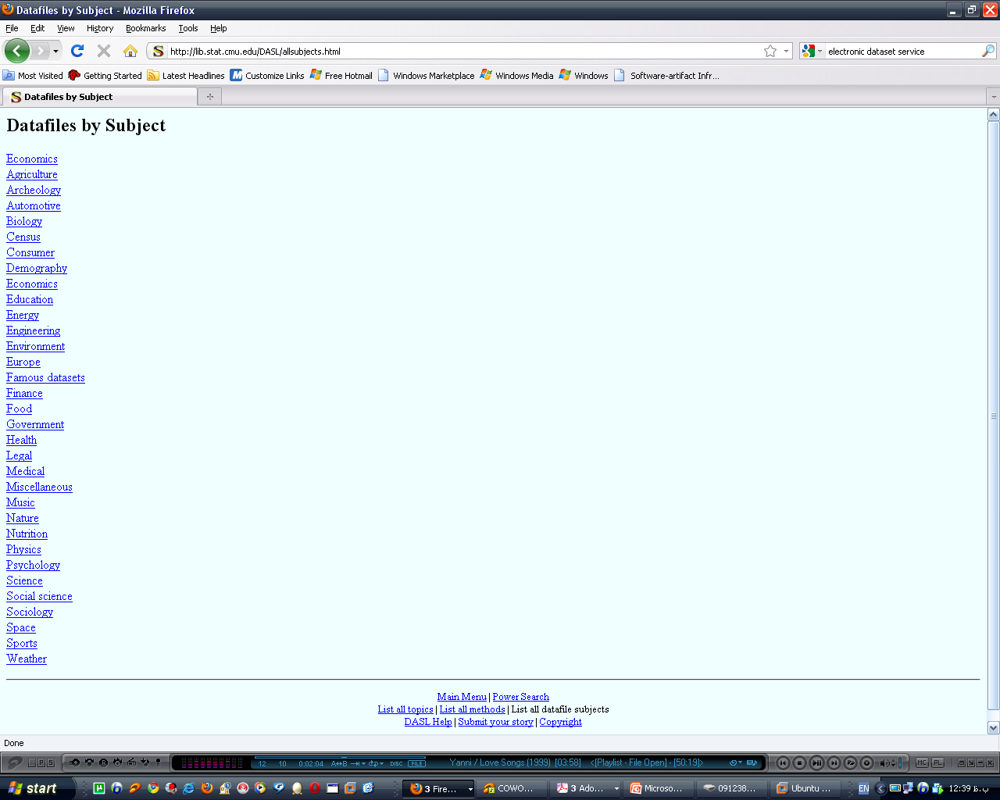 Datafiles by Subject - Mozilla Firefox
File Edit View History Bookmarks Tools Help
http://lib.stat.cmu.edu/DASL/allsubjects.html electronic dataset service
Most Visited Getting Started Latest Headlines Customize Links Free Hotmail Windows Marketplace Windows Media Windows Software-artifact Infr...
Datafiles by Subject
Datafiles by Subject
Economics
Agriculture
Archeology
Automotive
Biology
Census
Consumer
Demography
Economics
Education
Energy
Engineering
Environment
Europe
Famous datasets
Finance
Food
Government
Health
Legal
Medical
Miscellaneous
Music
Nature
Nutrition
Physics
Psychology
Science
Social science
Sociology
Space
Sports
Weather
Main Menu | Power Search
List all topics | List all methods | List all datafile subjects
DASL Help | Submit your story | Copyright
Done
P S 12 10 0:02:04 A↔B DISC FILE Yanni / Love Songs (1999) [03:58] <[Playlist - File Open] - [50:19]> MC PL
start 3 Fire... COWO... 3 Ado... Microso... 091238... Ubuntu ... EN 12:39 ب.ظ